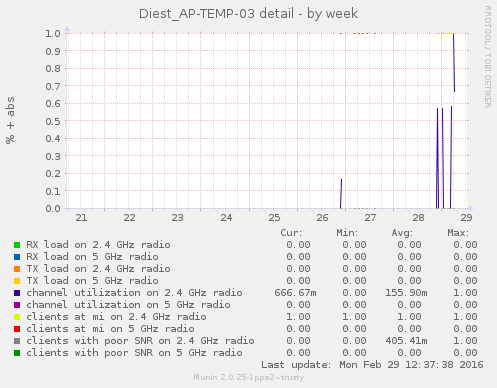 Diest_AP-TEMP-03 detail - by week
RRDTOOL / TOBI OETIKER
% + abs
1.0
0.9
0.8
0.7
0.6
0.5
0.4
0.3
0.2
0.1
0.0
21 22 23 24 25 26 27 28 29
Cur: Min: Avg: Max:
RX load on 2.4 GHz radio 0.00 0.00 0.00 0.00
RX load on 5 GHz radio 0.00 0.00 0.00 0.00
TX load on 2.4 GHz radio 0.00 0.00 0.00 0.00
TX load on 5 GHz radio 0.00 0.00 0.00 0.00
channel utilization on 2.4 GHz radio 666.67m 0.00 155.90m 1.00
channel utilization on 5 GHz radio 0.00 0.00 0.00 0.00
clients at mi on 2.4 GHz radio 1.00 1.00 1.00 1.00
clients at mi on 5 GHz radio 0.00 0.00 0.00 0.00
clients with poor SNR on 2.4 GHz radio 0.00 0.00 405.41m 1.00
clients with poor SNR on 5 GHz radio 0.00 0.00 0.00 0.00
Last update: Mon Feb 29 12:37:38 2016
Munin 2.0.25-1ppa2~trusty